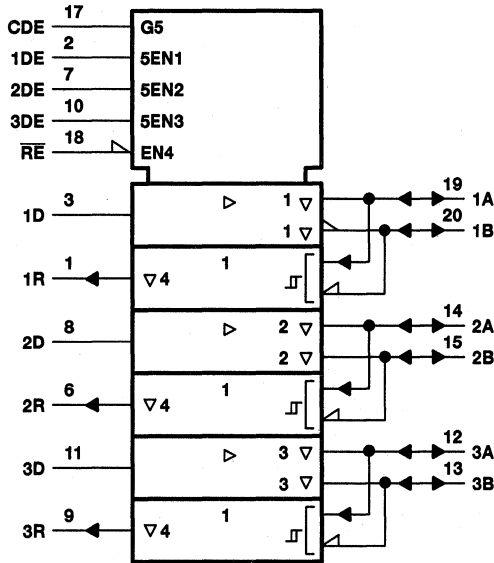 17
CDE G5
2
1DE 5EN1
7
2DE 5EN2
10
3DE 5EN3
18
RE EN4
3 1 19
1D 1A
1 20
1B
1 1
1R 4
8 2 14
2D 2A
2 15
2B
6 1
2R 4
11 3 12
3D 3A
3 13
3B
9 1
3R 4